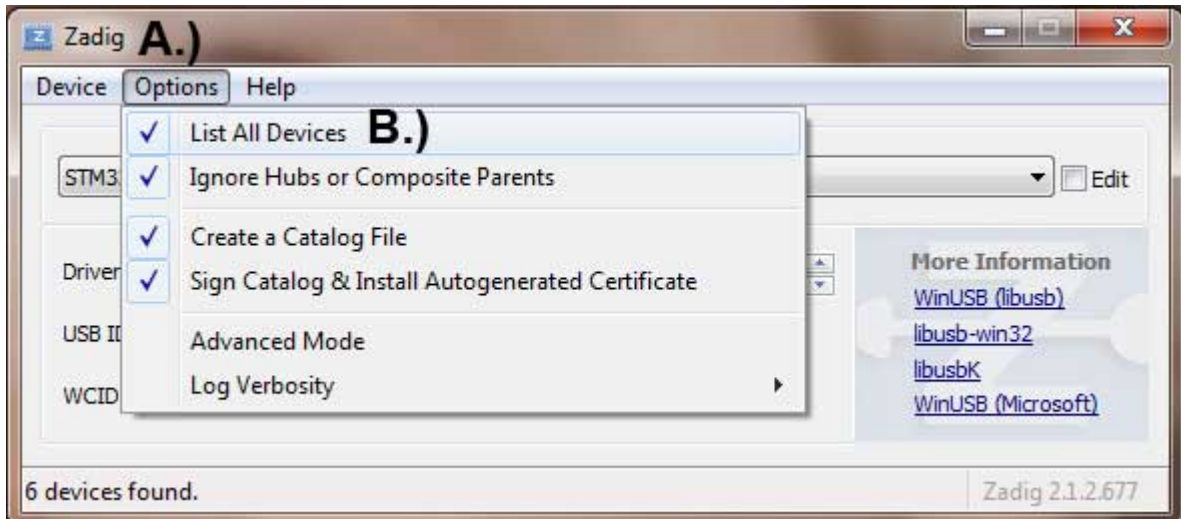 Zadig A.)
Device Options Help
List All Devices B.)
STM3 Ignore Hubs or Composite Parents Edit
Create a Catalog File
Driver Sign Catalog & Install Autogenerated Certificate More Information
WinUSB (libusb)
USB ID Advanced Mode libusb-win32
Log Verbosity libusbK
WCID WinUSB (Microsoft)
6 devices found. Zadig 2.1.2.677